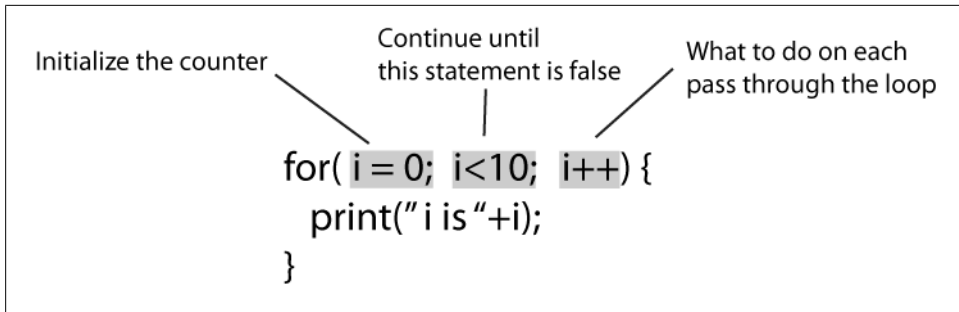 Initialize the counter
Continue until
this statement is false
What to do on each
pass through the loop
for( i = 0; i<10; i++) {
print(” i is “+i);
}